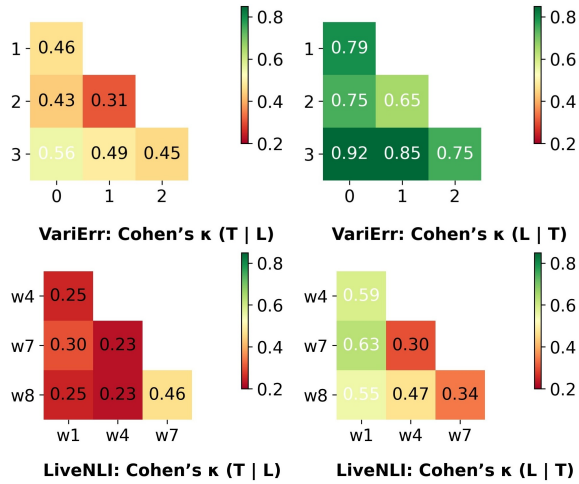 1 0.46
2 0.43 0.31
3 0.56 0.49 0.45
0 1 2
0.8
0.6
0.4
0.2
VariErr: Cohen's κ (T | L)
1 0.79
2 0.75 0.65
3 0.92 0.85 0.75
0 1 2
0.8
0.6
0.4
0.2
VariErr: Cohen's κ (L | T)
w4 0.25
w7 0.30 0.23
w8 0.25 0.23 0.46
w1 w4 w7
0.8
0.6
0.4
0.2
LiveNLI: Cohen's κ (T | L)
w4 0.59
w7 0.63 0.30
w8 0.55 0.47 0.34
w1 w4 w7
0.8
0.6
0.4
0.2
LiveNLI: Cohen's κ (L | T)